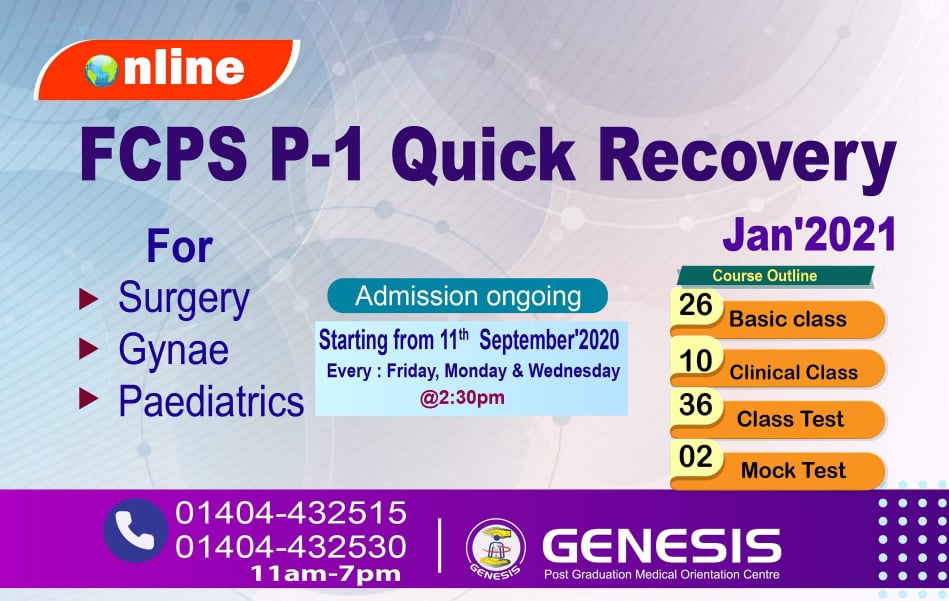 Online
FCPS P-1 Quick Recovery
Jan'2021
For
Surgery
Gynae
Paediatrics
Admission ongoing
Starting from 11th September'2020
Every : Friday, Monday & Wednesday
@2:30pm
Course Outline
26 Basic class
10 Clinical Class
36 Class Test
02 Mock Test
01404-432515
01404-432530
11am-7pm
GENESIS
GENESIS
Post Graduation Medical Orientation Centre